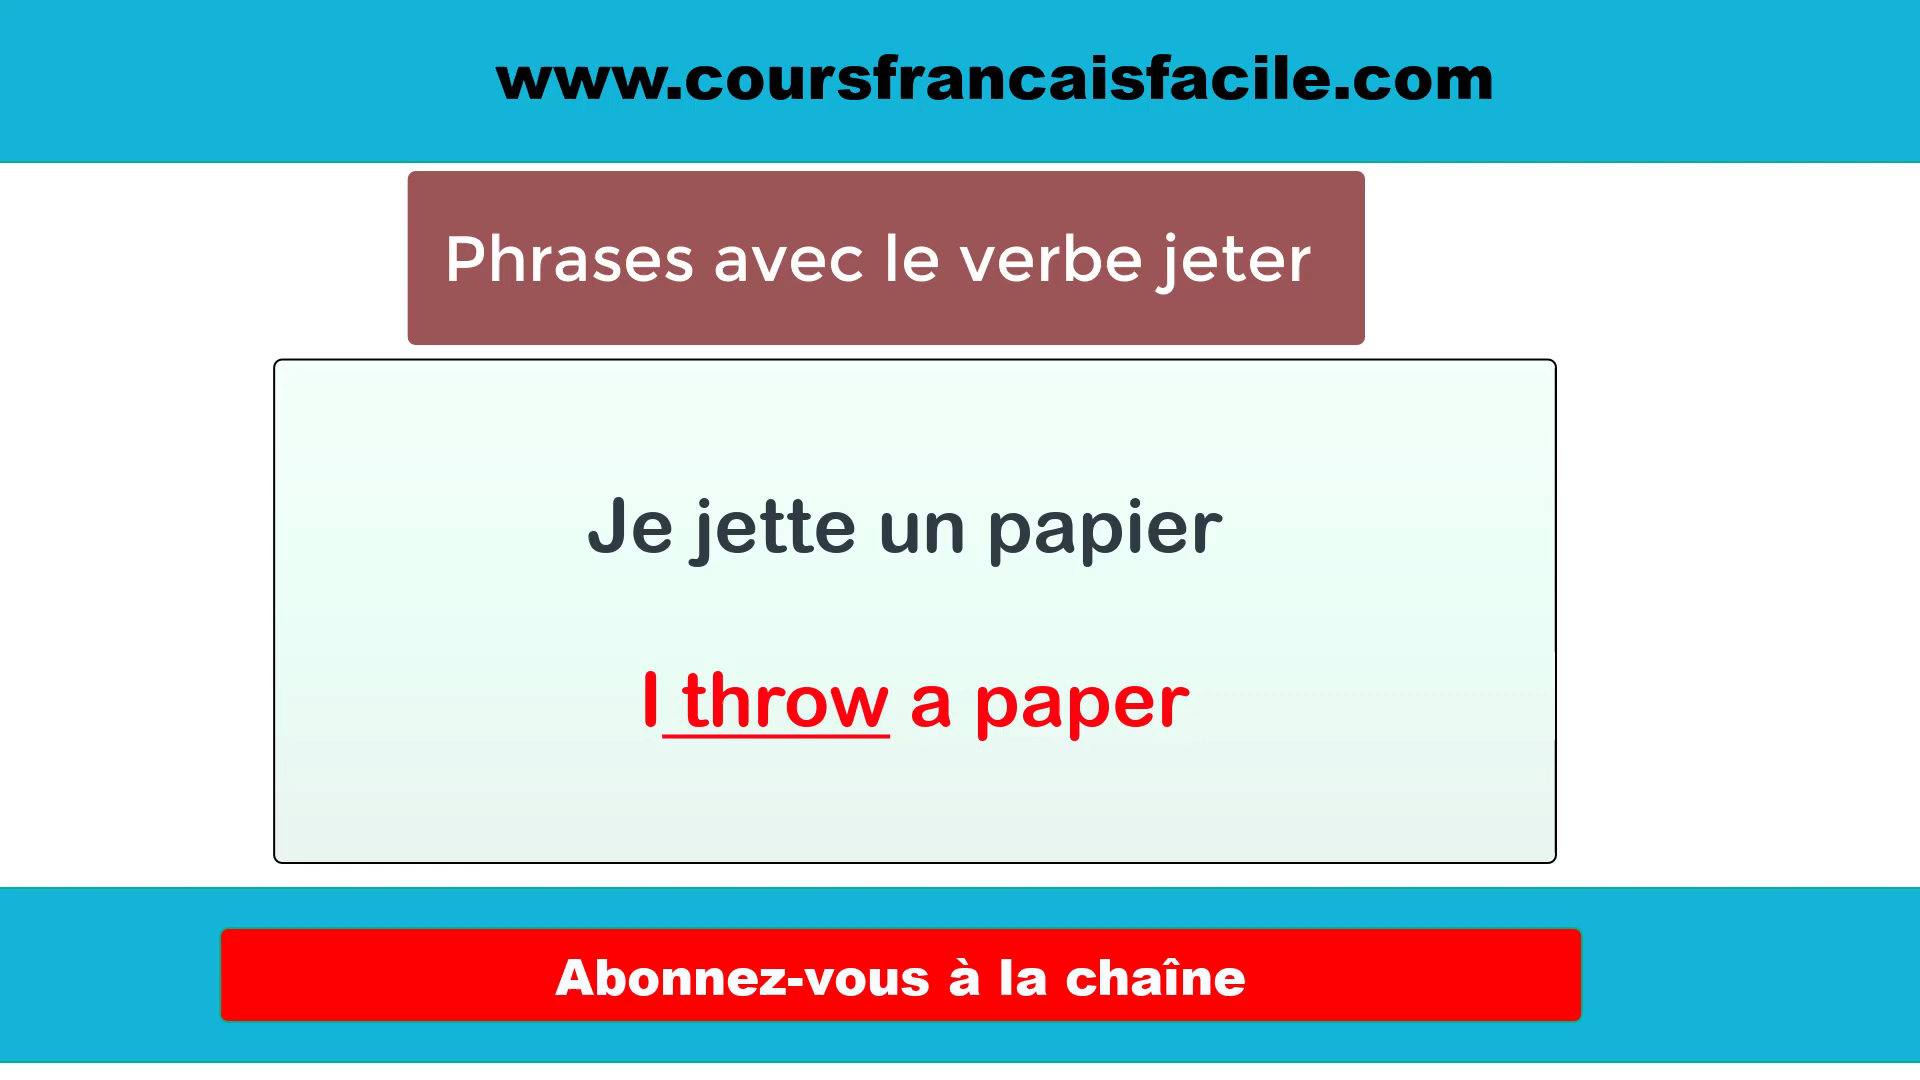 www.coursfrancaisfacile.com
Phrases avec le verbe jeter
Je jette un papier
I throw a paper
Abonnez-vous à la chaîne